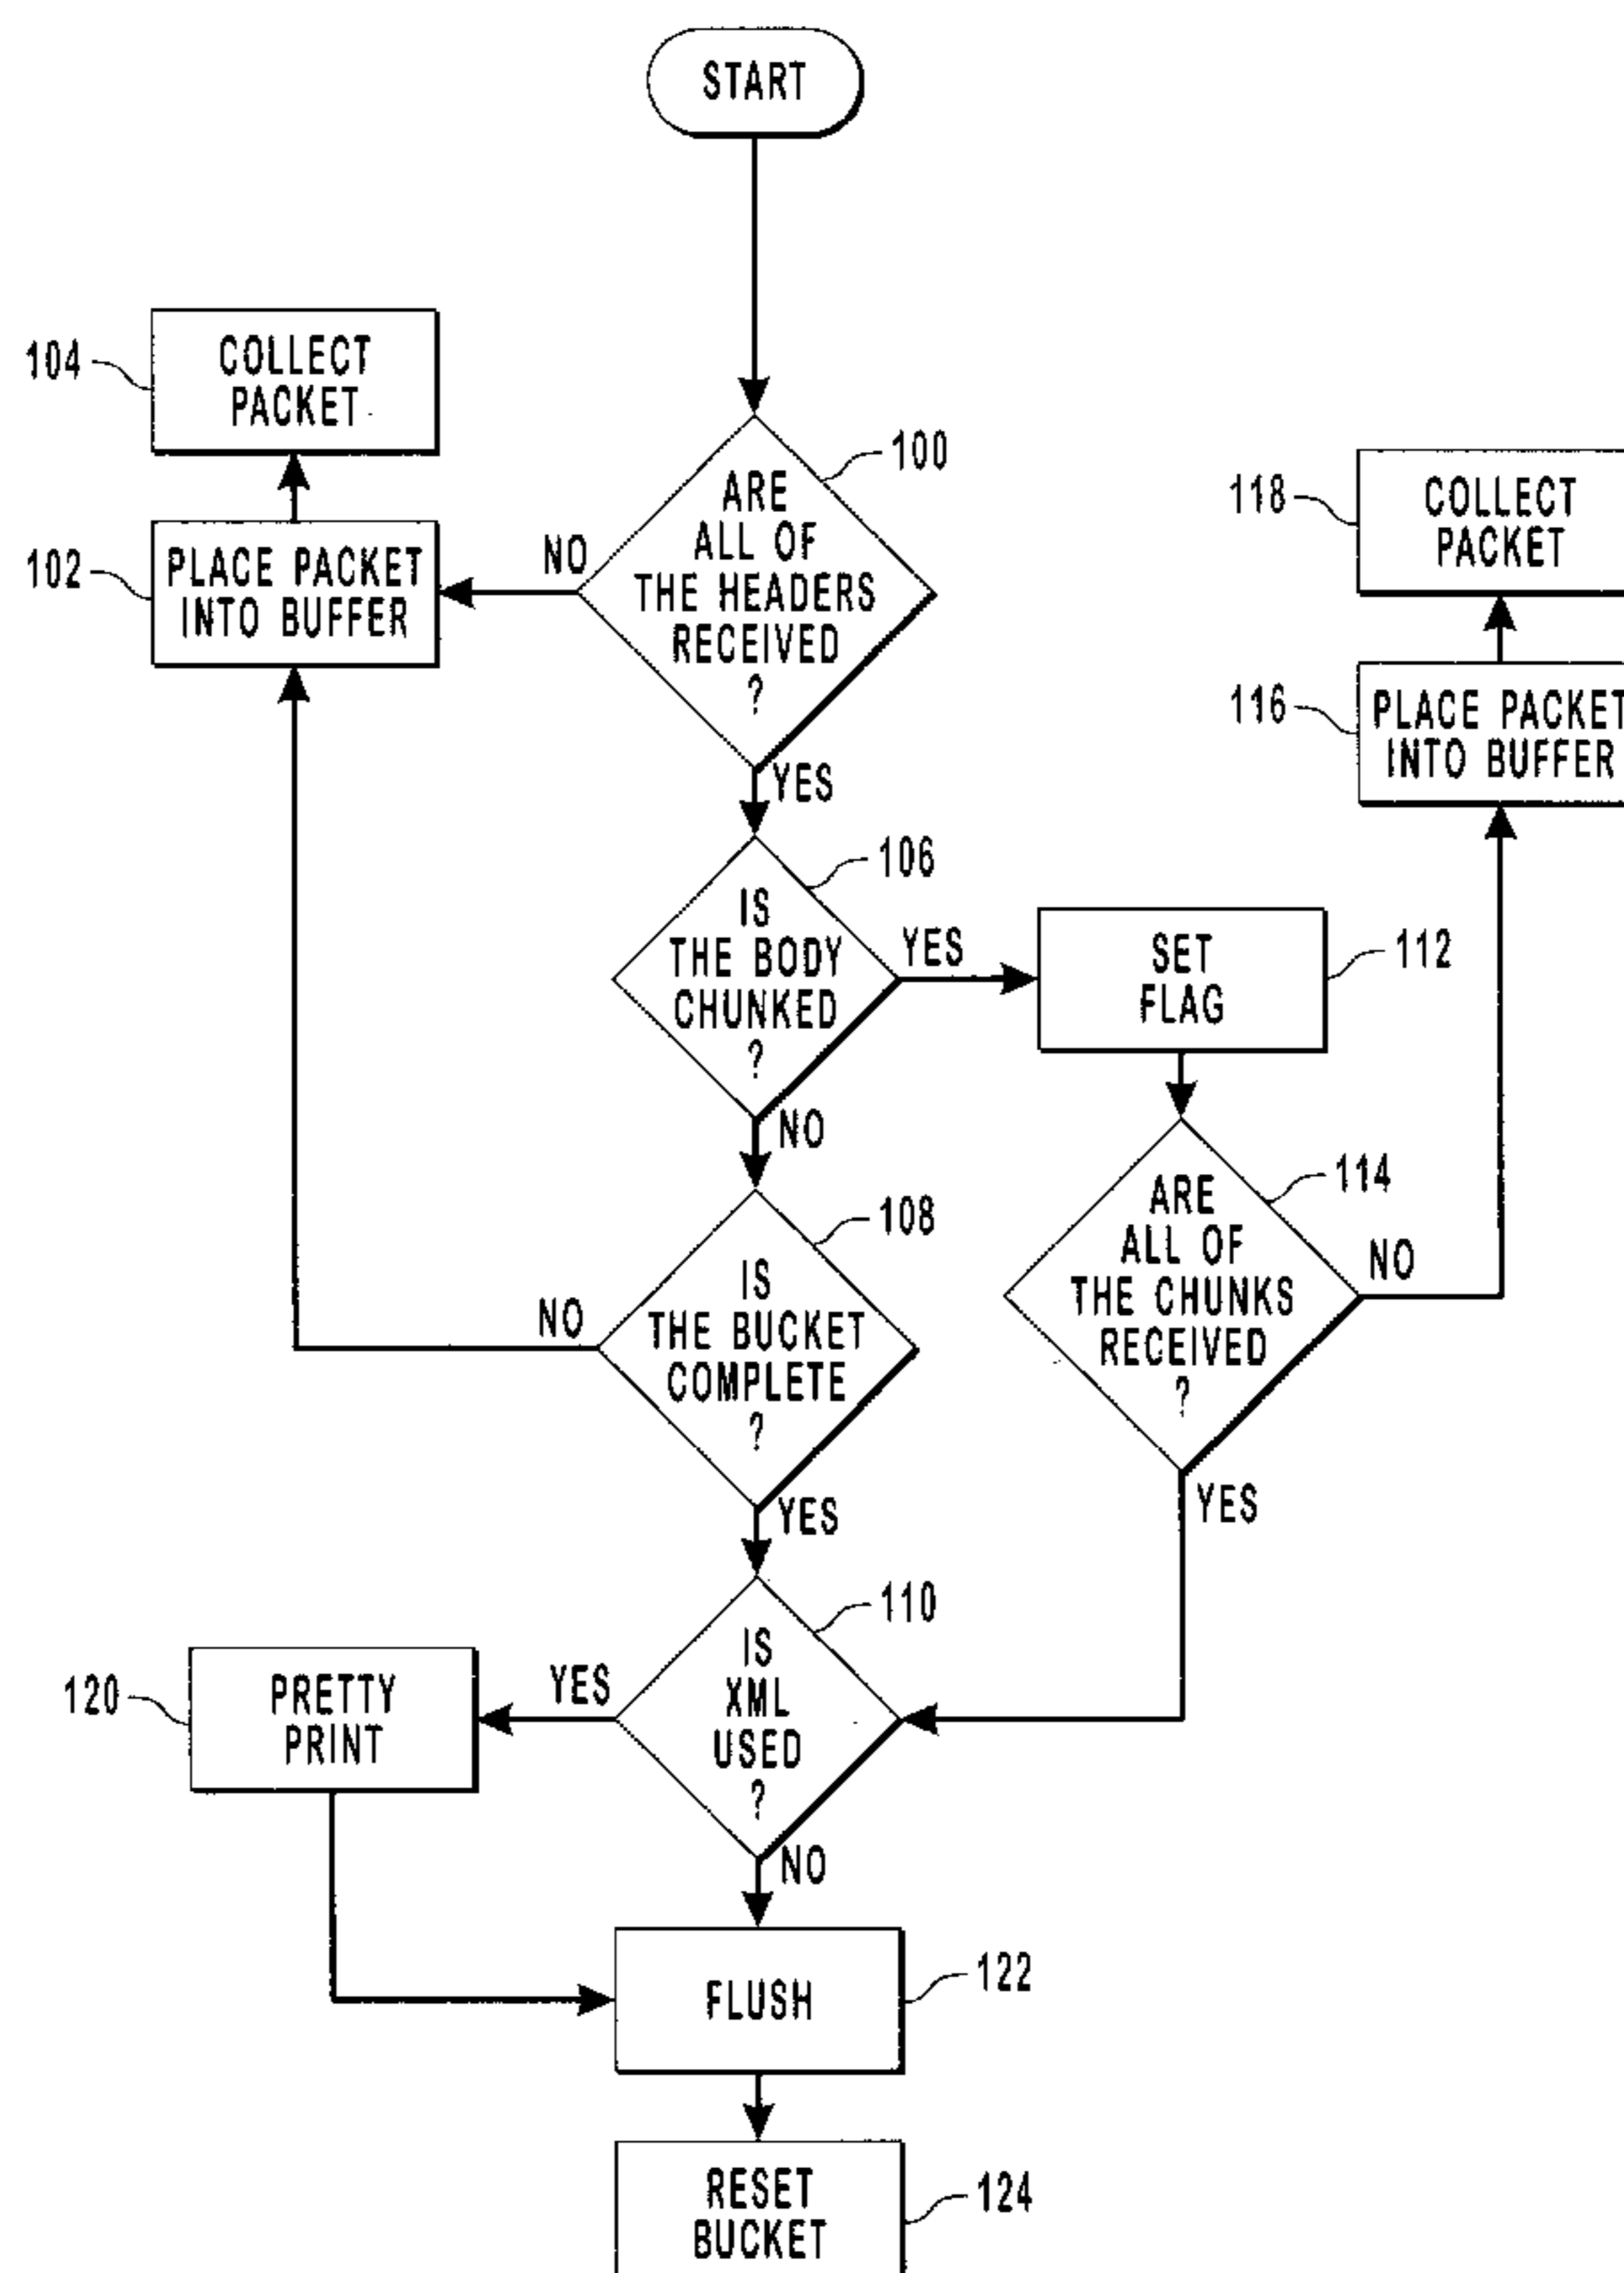 START
104
COLLECT
PACKET
100
ARE
ALL OF
THE HEADERS
RECEIVED
?
NO
YES
102
PLACE PACKET
INTO BUFFER
118
COLLECT
PACKET
116
PLACE PACKET
INTO BUFFER
106
IS
THE BODY
CHUNKED
?
YES
NO
SET
FLAG
112
108
IS
THE BUCKET
COMPLETE
?
NO
YES
114
ARE
ALL OF
THE CHUNKS
RECEIVED
?
NO
YES
110
IS
XML
USED
?
YES
NO
120
PRETTY
PRINT
FLUSH
122
RESET
BUCKET
124